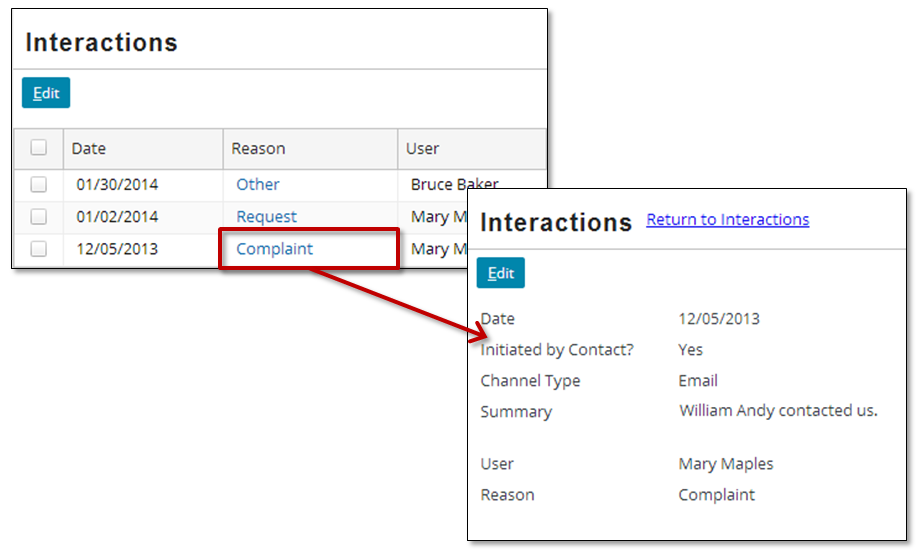 Interactions
Edit
Date Reason User
01/30/2014 Other Bruce Baker
01/02/2014 Request Mary M
12/05/2013 Complaint Mary M
Interactions Return to Interactions
Edit
Date 12/05/2013
Initiated by Contact? Yes
Channel Type Email
Summary William Andy contacted us.
User Mary Maples
Reason Complaint